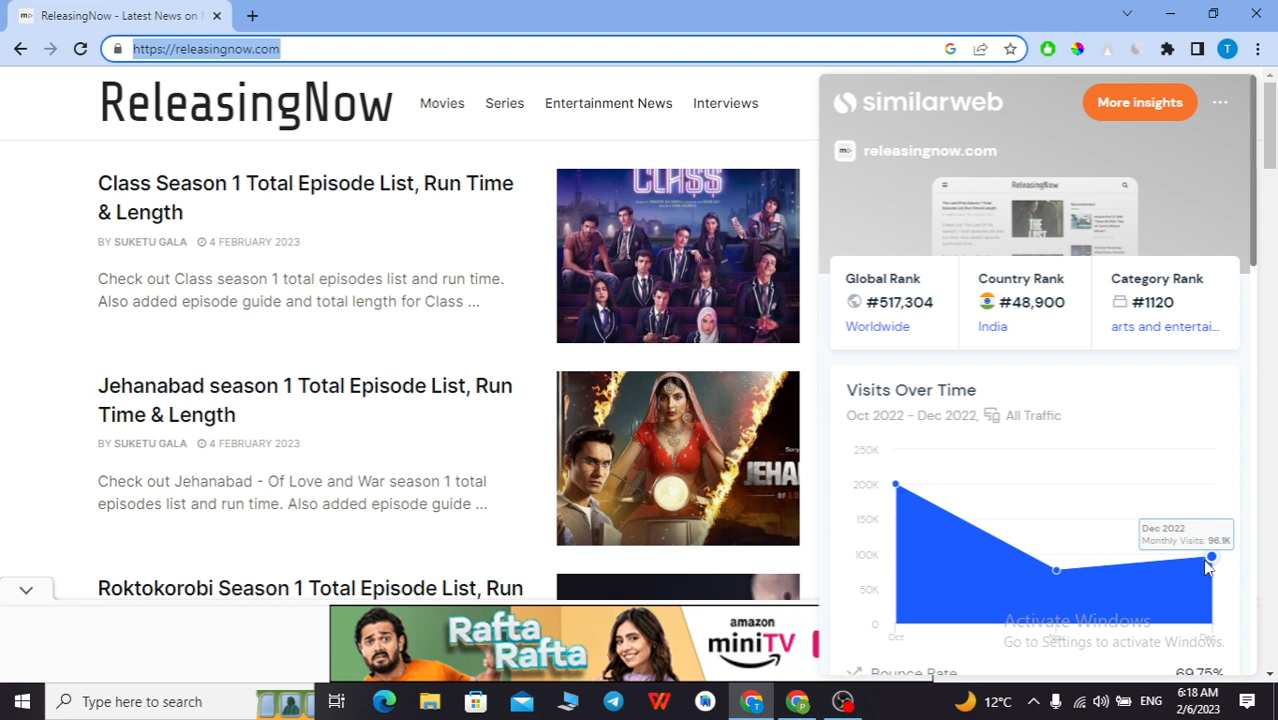 ReleasingNow - Latest News on
https://releasingnow.com
T
ReleasingNow
Movies
Series
Entertainment News
Interviews
Class Season 1 Total Episode List, Run Time
& Length
BY SUKETU GALA 4 FEBRUARY 2023
Check out Class season 1 total episodes list and run time.
Also added episode guide and total length for Class ...
CLA$$
Jehanabad season 1 Total Episode List, Run
Time & Length
BY SUKETU GALA 4 FEBRUARY 2023
Check out Jehanabad - Of Love and War season 1 total
episodes list and run time. Also added episode guide ...
JEHA
Roktokorobi Season 1 Total Episode List, Run
Rafta
Rafta
amazon
miniTV
similarweb
More insights
releasingnow.com
ReleasingNow
Global Rank
#517,304
Worldwide
Country Rank
#48,900
India
Category Rank
#1120
arts and entertai...
Visits Over Time
Oct 2022 - Dec 2022, All Traffic
250K
200K
150K
100K
50K
0
Oct
Dec 2022
Monthly Visits: 96.1K
Activate Windows
Go to Settings to activate Windows.
Bounce Rate
69.75%
Type here to search
12°C
ENG
6:18 AM
2/6/2023